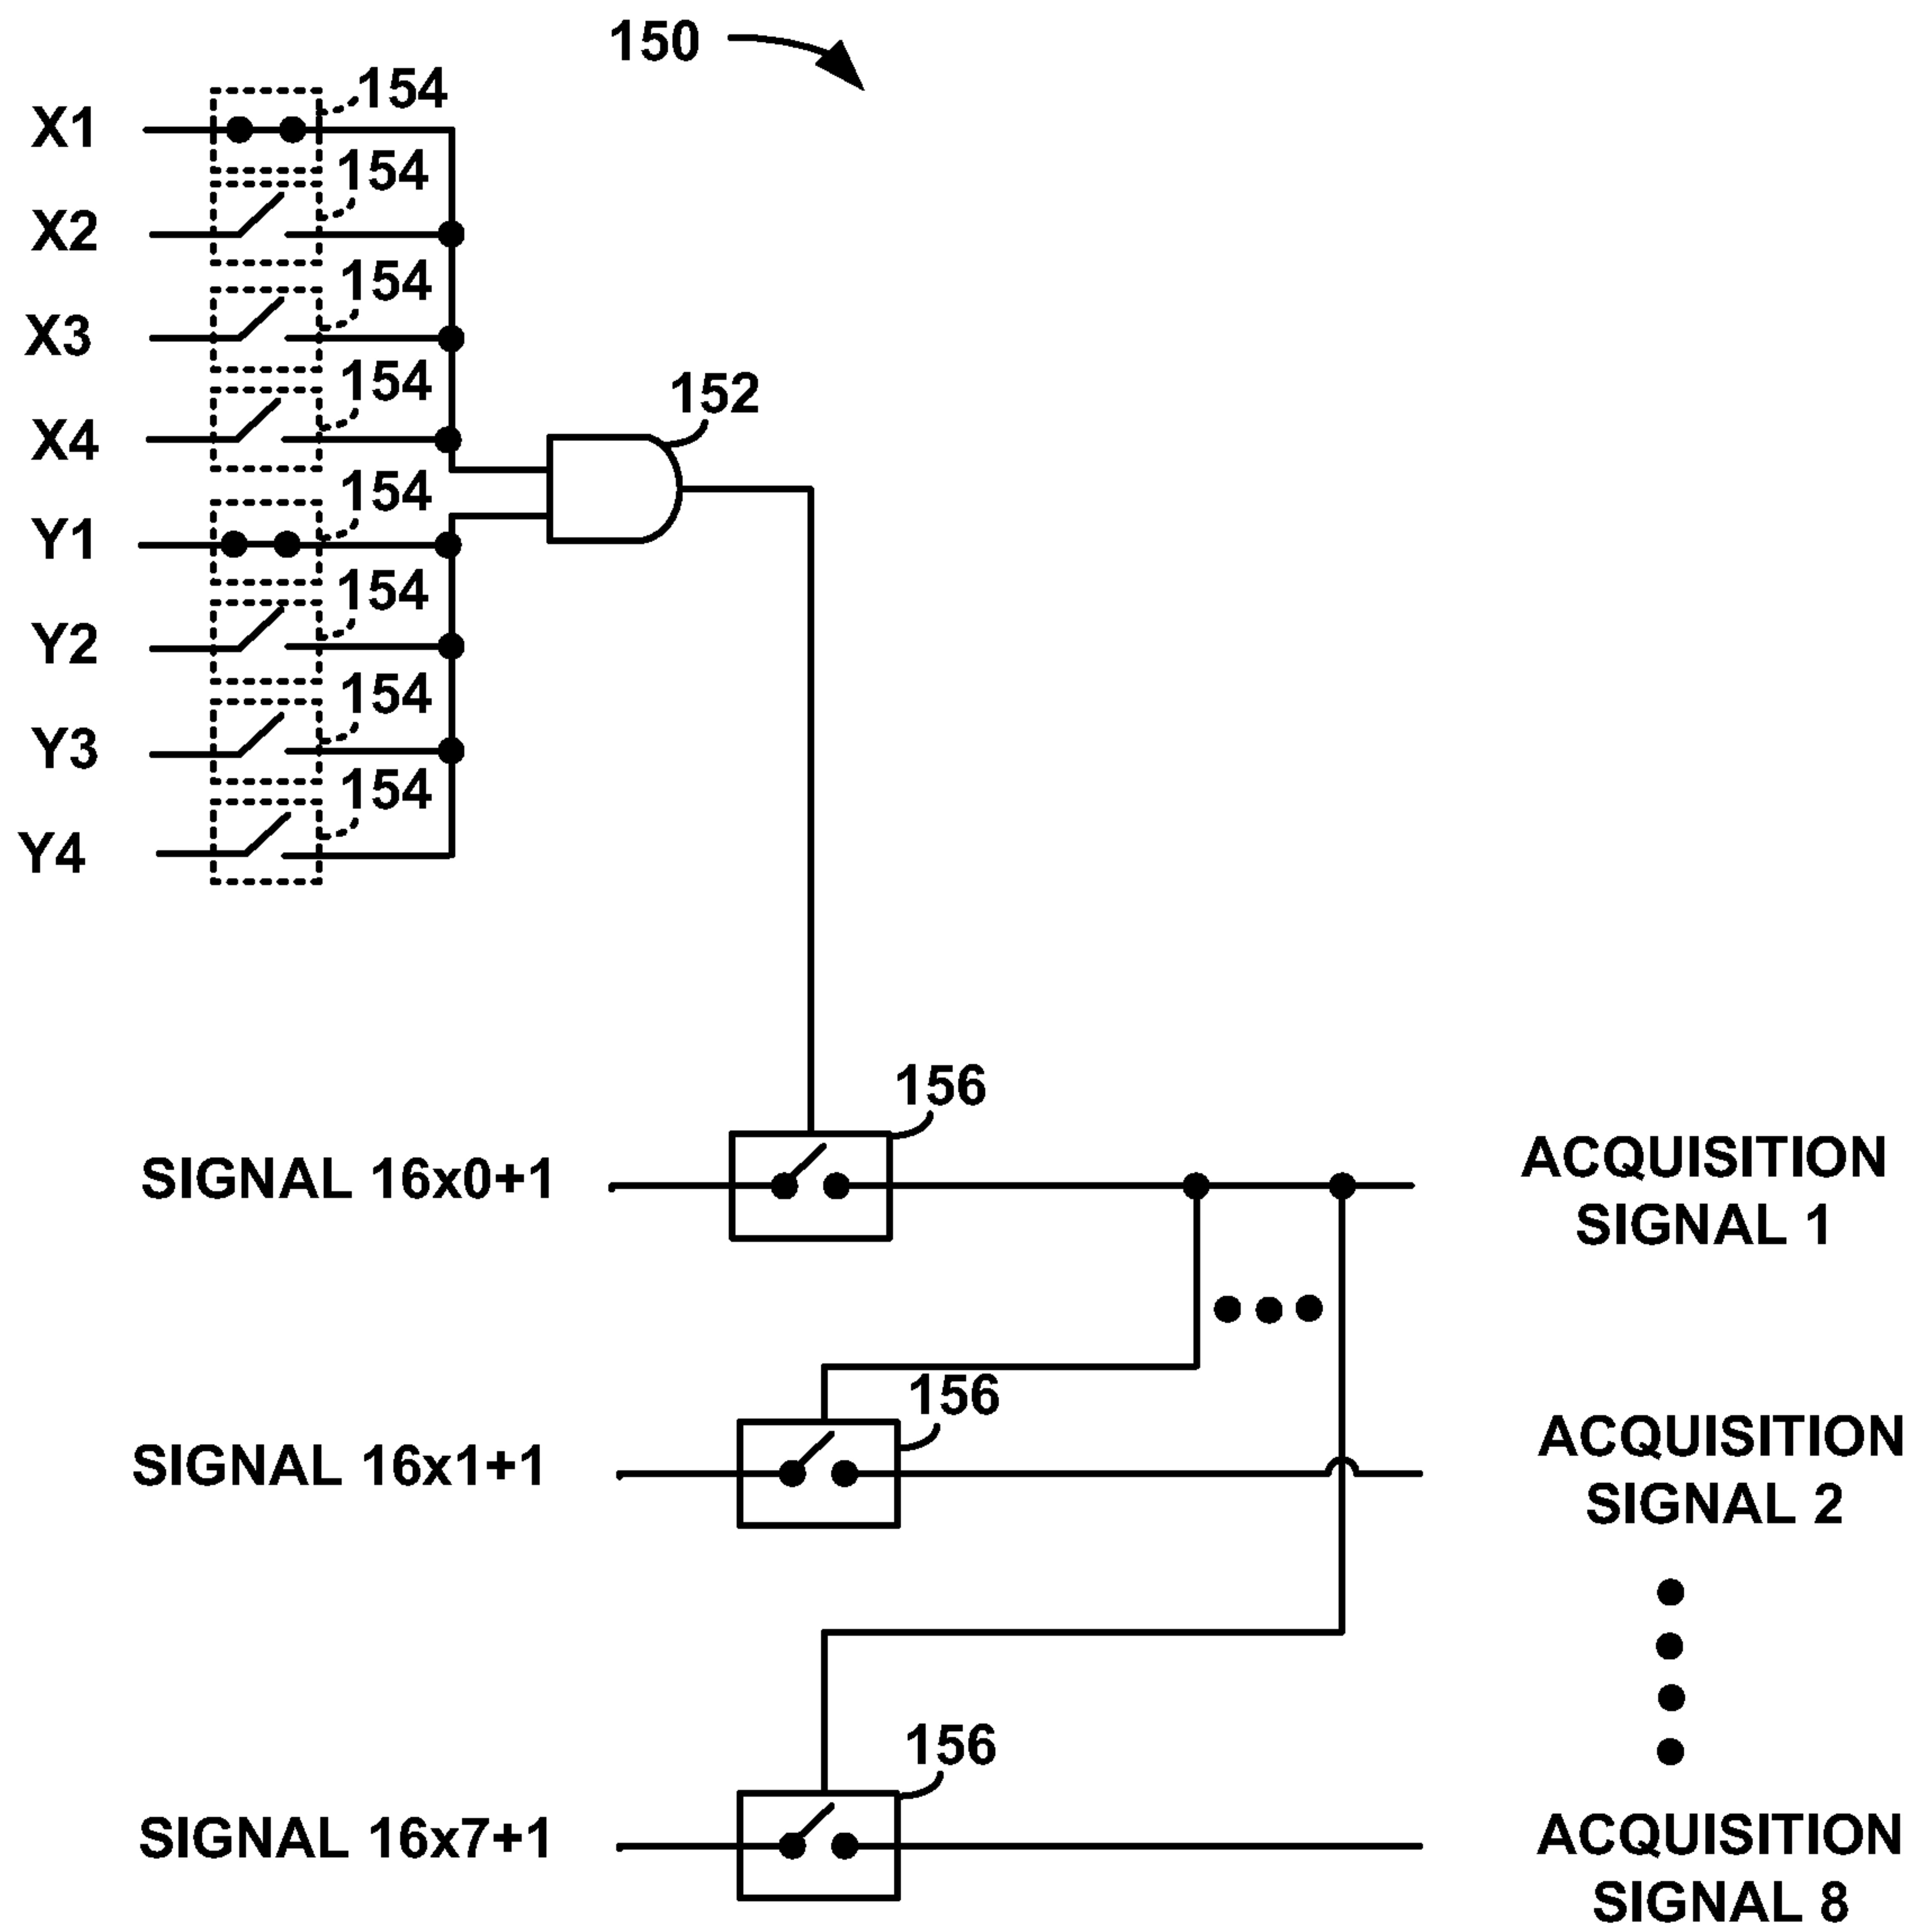 150
X1
154
X2
154
X3
154
X4
154
Y1
154
Y2
154
Y3
154
Y4
154
152
156
SIGNAL 16x0+1
ACQUISITION
SIGNAL 1
156
SIGNAL 16x1+1
ACQUISITION
SIGNAL 2
156
SIGNAL 16x7+1
ACQUISITION
SIGNAL 8